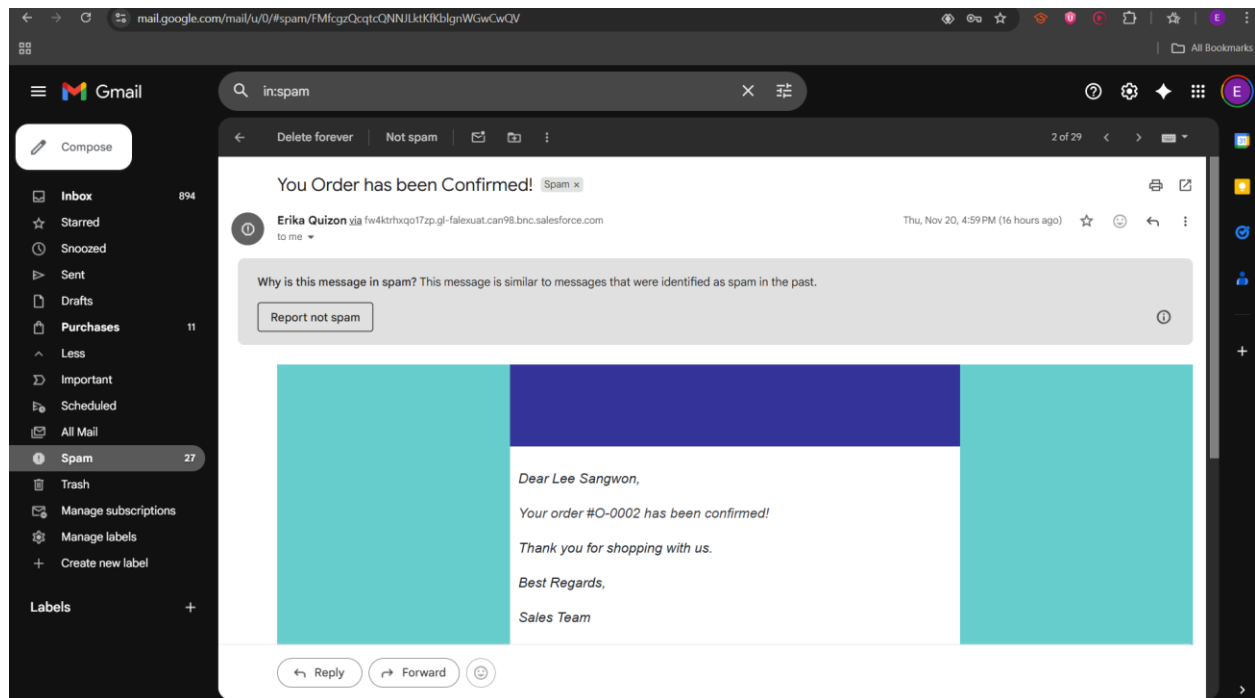 mail.google.com/mail/u/0/#spam/FMfcgzQcqtcQNNJLktKfKblgnWGwCwQV
E
All Bookmarks
Gmail
in:spam
E
Compose
Delete forever
Not spam
2 of 29
31
You Order has been Confirmed!
Spam ×
Inbox 894
Erika Quizon via fw4ktrhxqo17zp.gl-falexuat.can98.bnc.salesforce.com
Thu, Nov 20, 4:59 PM (16 hours ago)
Starred
to me
Snoozed
Sent
Why is this message in spam? This message is similar to messages that were identified as spam in the past.
Drafts
Report not spam
Purchases 11
Less
Important
Scheduled
All Mail
Spam 27
Trash
Manage subscriptions
Manage labels
Create new label
Labels
Dear Lee Sangwon,
Your order #O-0002 has been confirmed!
Thank you for shopping with us.
Best Regards,
Sales Team
Reply
Forward